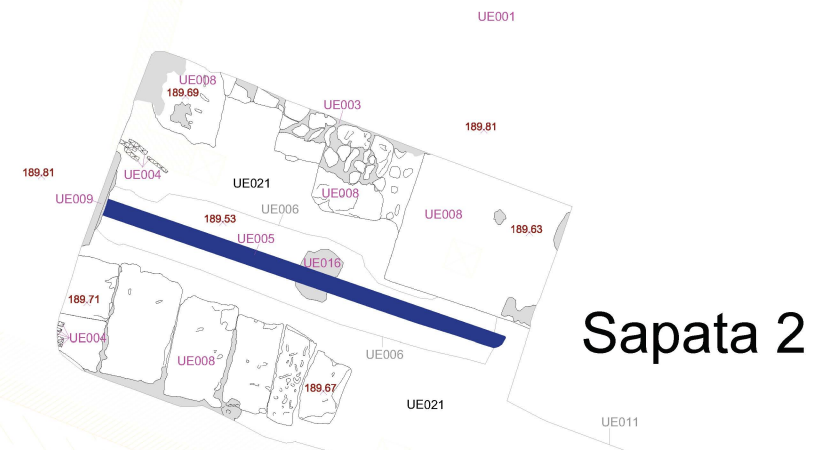 UE001
UE008
189.69
UE003
189.81
189.81
UE004
UE021
UE009
UE008
UE006
189.53
UE008
189.63
UE005
UE016
189.71
Sapata 2
UE004
UE008
UE006
189.67
UE021
UE011